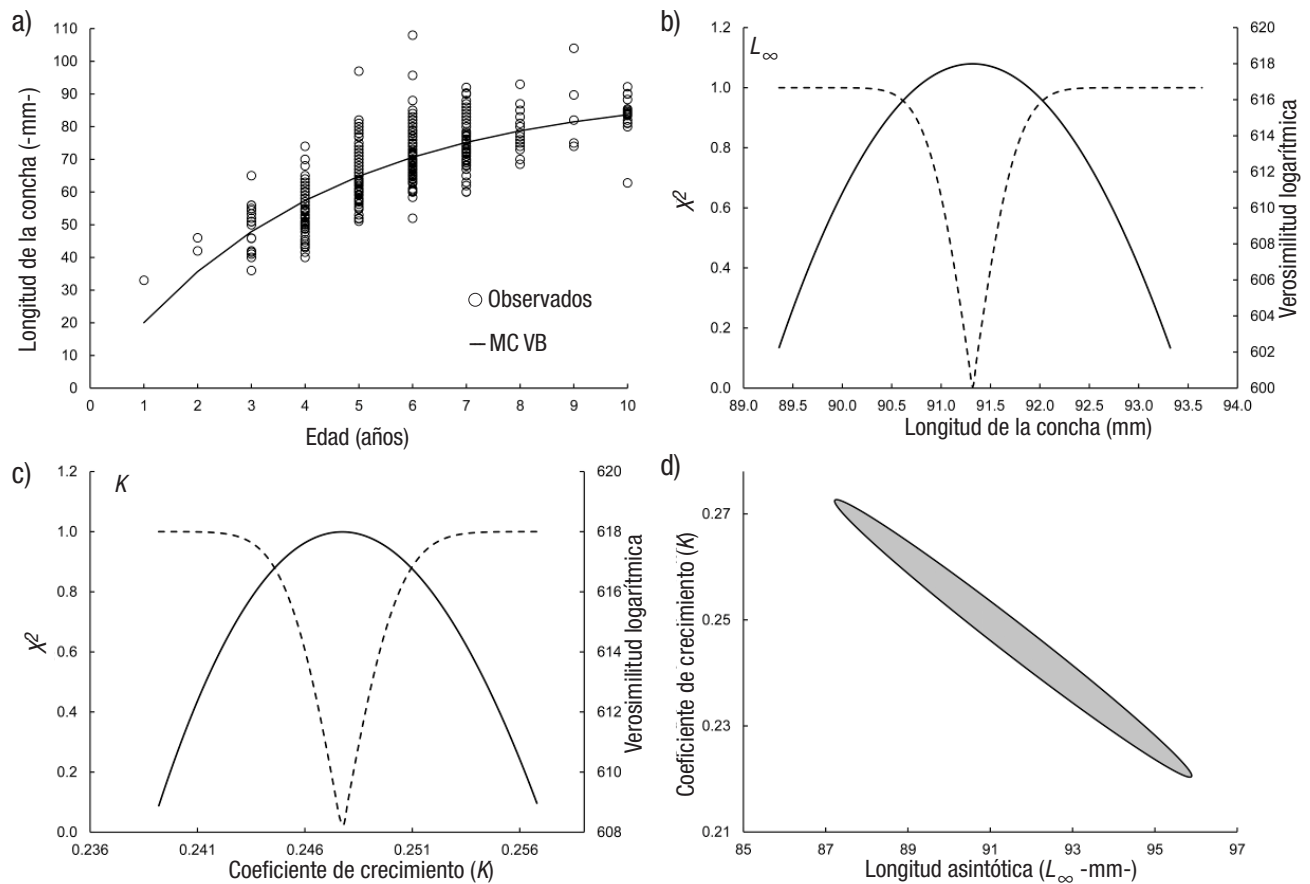 a)
Longitud de la concha (-mm-)
110
100
90
80
70
60
50
40
30
20
10
0
0 1 2 3 4 5 6 7 8 9 10
Edad (años)
Observados
MC VB
b)
L∞
χ2
1.2
1.0
0.8
0.6
0.4
0.2
0.0
620
618
616
614
612
610
608
606
604
602
600
Verosimilitud logarítmica
89.0 89.5 90.0 90.5 91.0 91.5 92.0 92.5 93.0 93.5 94.0
Longitud de la concha (mm)
c)
K
χ2
1.2
1.0
0.8
0.6
0.4
0.2
0.0
620
618
616
614
612
610
608
Verosimilitud logarítmica
0.236 0.241 0.246 0.251 0.256
Coeficiente de crecimiento (K)
d)
Coeficiente de crecimiento (K)
0.27
0.25
0.23
0.21
85 87 89 91 93 95 97
Longitud asintótica (L∞ -mm-)